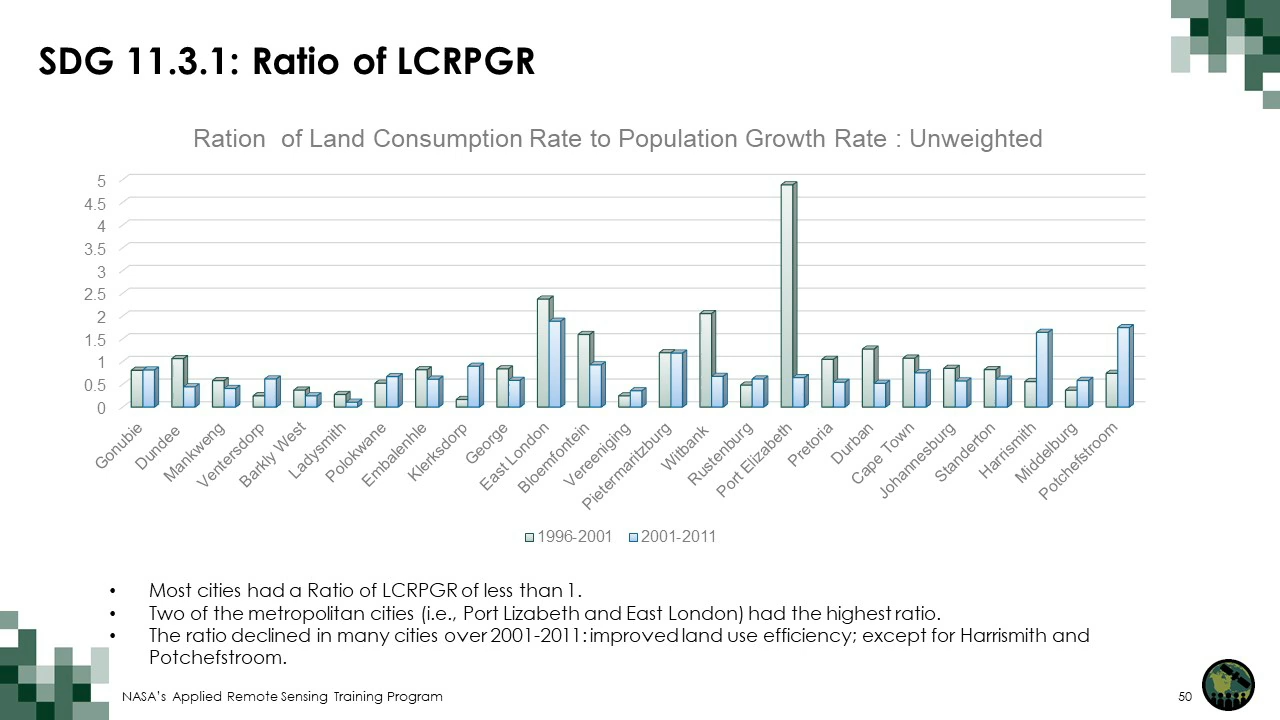 SDG 11.3.1: Ratio of LCRPGR
Ration of Land Consumption Rate to Population Growth Rate : Unweighted
5
4.5
4
3.5
3
2.5
2
1.5
1
0.5
0
Gonubie
Dundee
Mankweng
Ventersdorp
Barkly West
Ladysmith
Polokwane
Embalenhle
Klerksdorp
George
East London
Bloemfontein
Vereeniging
Pietermaritzburg
Witbank
Rustenburg
Port Elizabeth
Pretoria
Durban
Cape Town
Johannesburg
Standerton
Harrismith
Middelburg
Potchefstroom
1996-2001 2001-2011
• Most cities had a Ratio of LCRPGR of less than 1.
• Two of the metropolitan cities (i.e., Port Lizabeth and East London) had the highest ratio.
• The ratio declined in many cities over 2001-2011: improved land use efficiency; except for Harrismith and
Potchefstroom.
NASA's Applied Remote Sensing Training Program
50